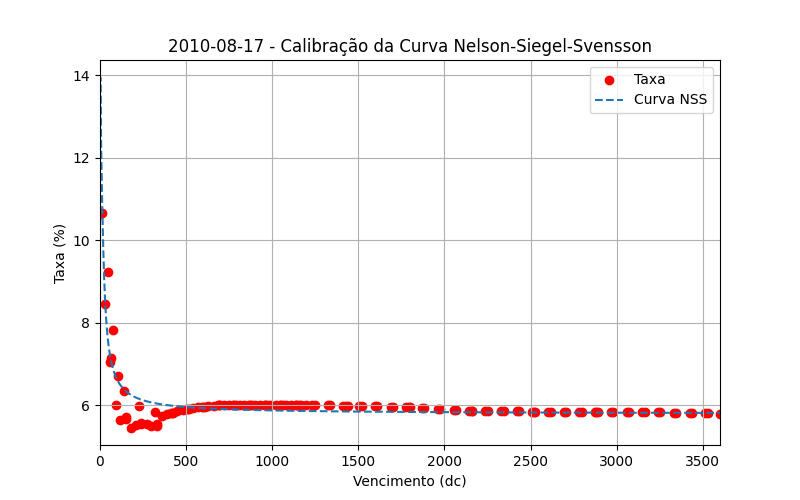 2010-08-17 - Calibração da Curva Nelson-Siegel-Svensson
Taxa
Curva NSS
Taxa (%)
14
12
10
8
6
0 500 1000 1500 2000 2500 3000 3500
Vencimento (dc)